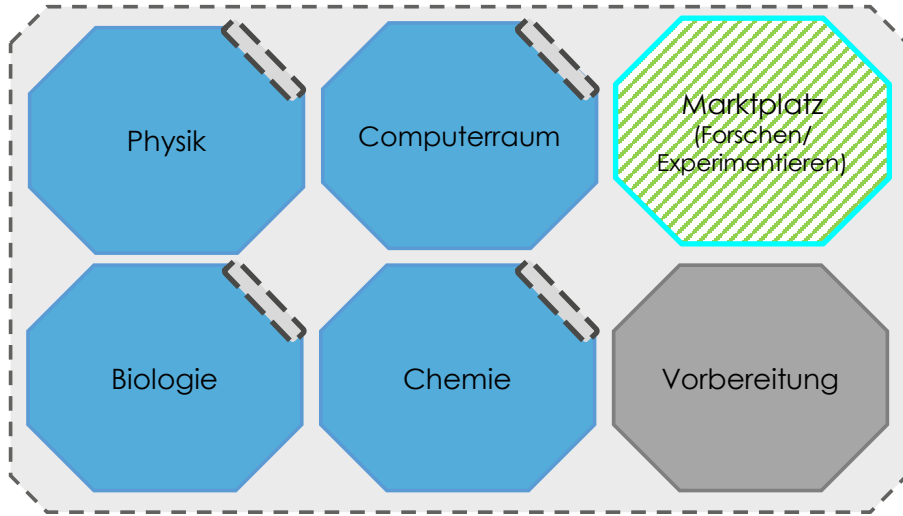 Physik
Computerraum
Marktplatz
(Forschen/
Experimentieren)
Biologie
Chemie
Vorbereitung